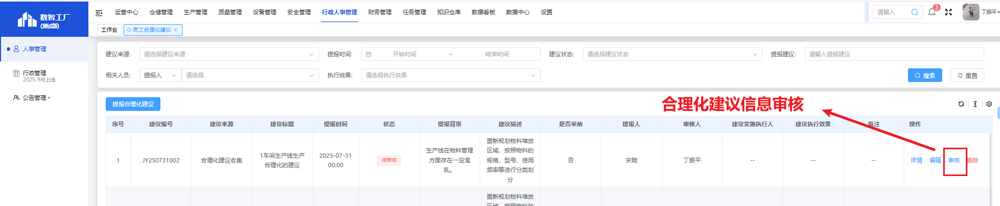 数智工厂
(测试版)
运营中心 仓储管理 生产管理 质量管理 设备管理 安全管理 行政人事管理 财务管理 任务管理 知识仓库 数据看板 数据中心 设置
请输入
3
丁振平
工作台 员工合理化建议
人事管理
行政管理
2025-9月上线
公告管理
建议来源: 请选择建议来源 提报时间: 开始时间 - 结束时间 建议状态: 请选择建议状态 提报建议: 请输入提报建议
相关人员: 提报人 请选择 执行效果: 请选择执行效果 搜索 重置
提报合理化建议
合理化建议信息审核
序号 建议编号 建议来源 建议标题 提报时间 状态 提报背景 建议描述 是否采纳 提报人 审核人 建议实施执行人 建议执行效果 备注 操作
1 JY250731002 合理化建议收集
1车间生产线生产
合理化的建议
2025-07-31
00:00
待审核
生产线在物料管理
方面存在一定混
乱。
重新规划物料堆放
区域，按照物料的
规格、型号、使用
频率等进行分类划
分
否 宋晓 丁振平 -- -- -- 详情 编辑 审核 删除
重新规划物料堆放
区域，按照物料的